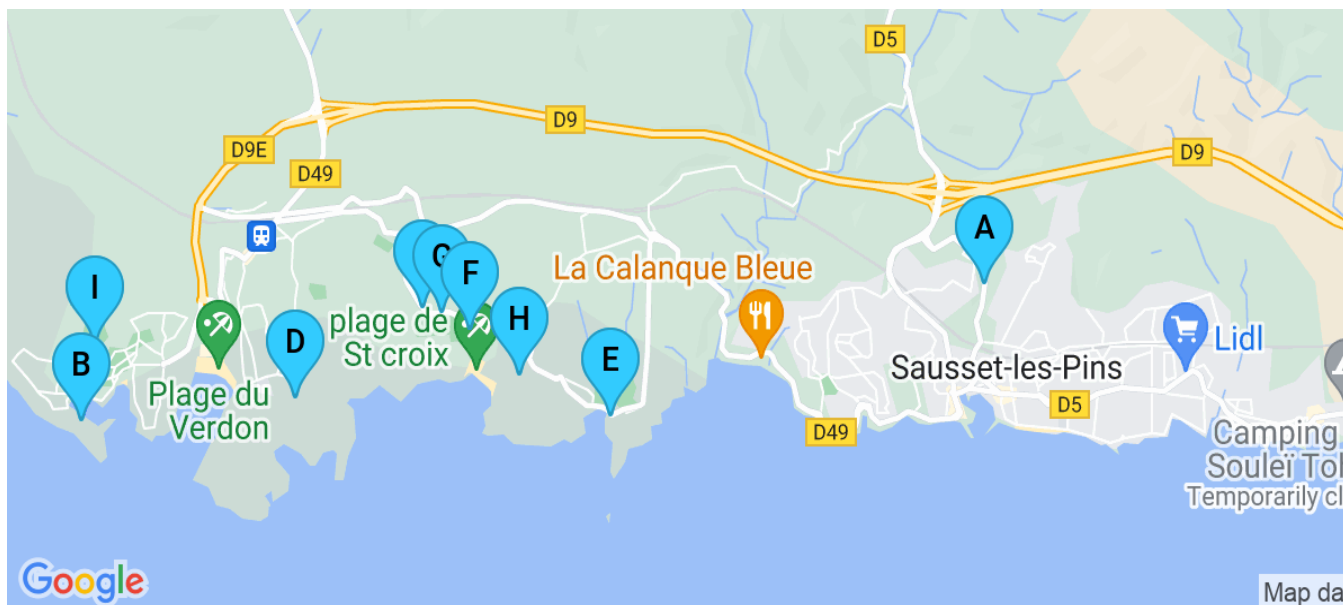 D5
D9
D9E
D9
D49
A
G
F
I
La Calanque Bleue
H
plage de
St croix
D
Lidl
B
E
Sausset-les-Pins
Plage du
Verdon
D5
D49
Camping
Souleï Tol
Temporarily cl
Google
Map da